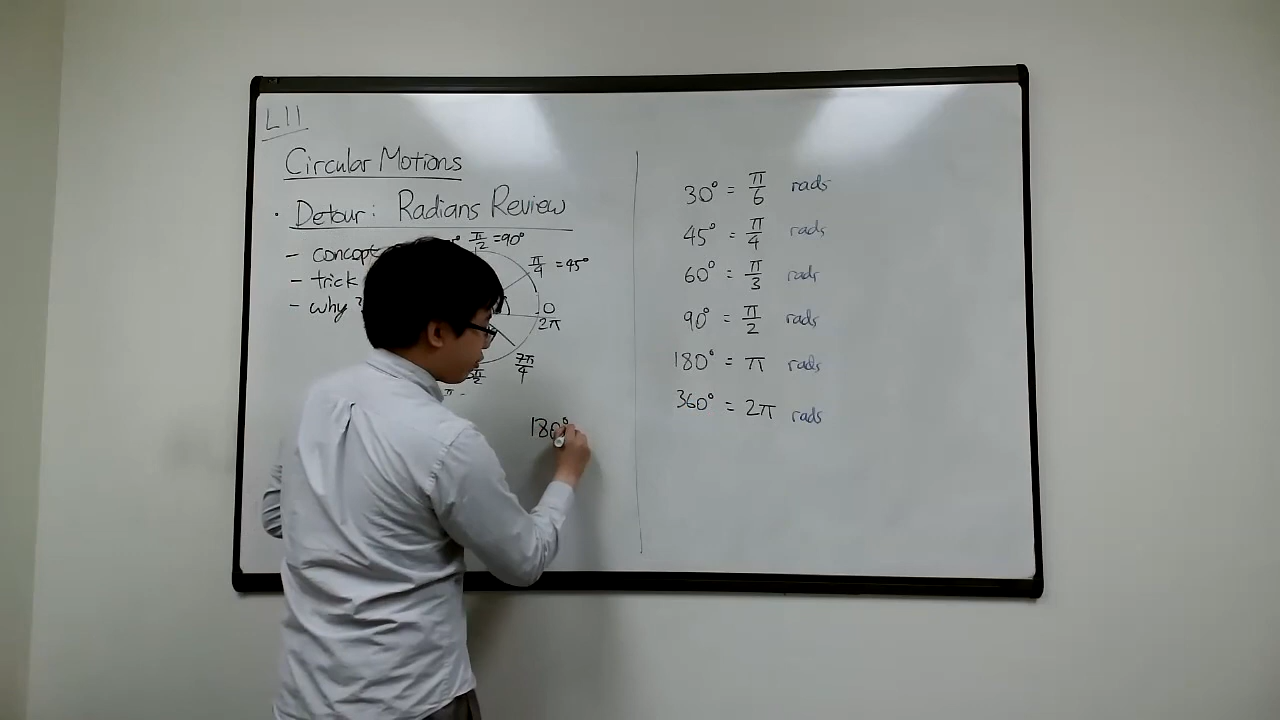 L11
Circular Motions
· Detour: Radians Review
- concept
- trick
- why?
π/2 = 90°
π/4 = 45°
0
2π
7π/4
180°
30° = π/6 rads
45° = π/4 rads
60° = π/3 rads
90° = π/2 rads
180° = π rads
360° = 2π rads